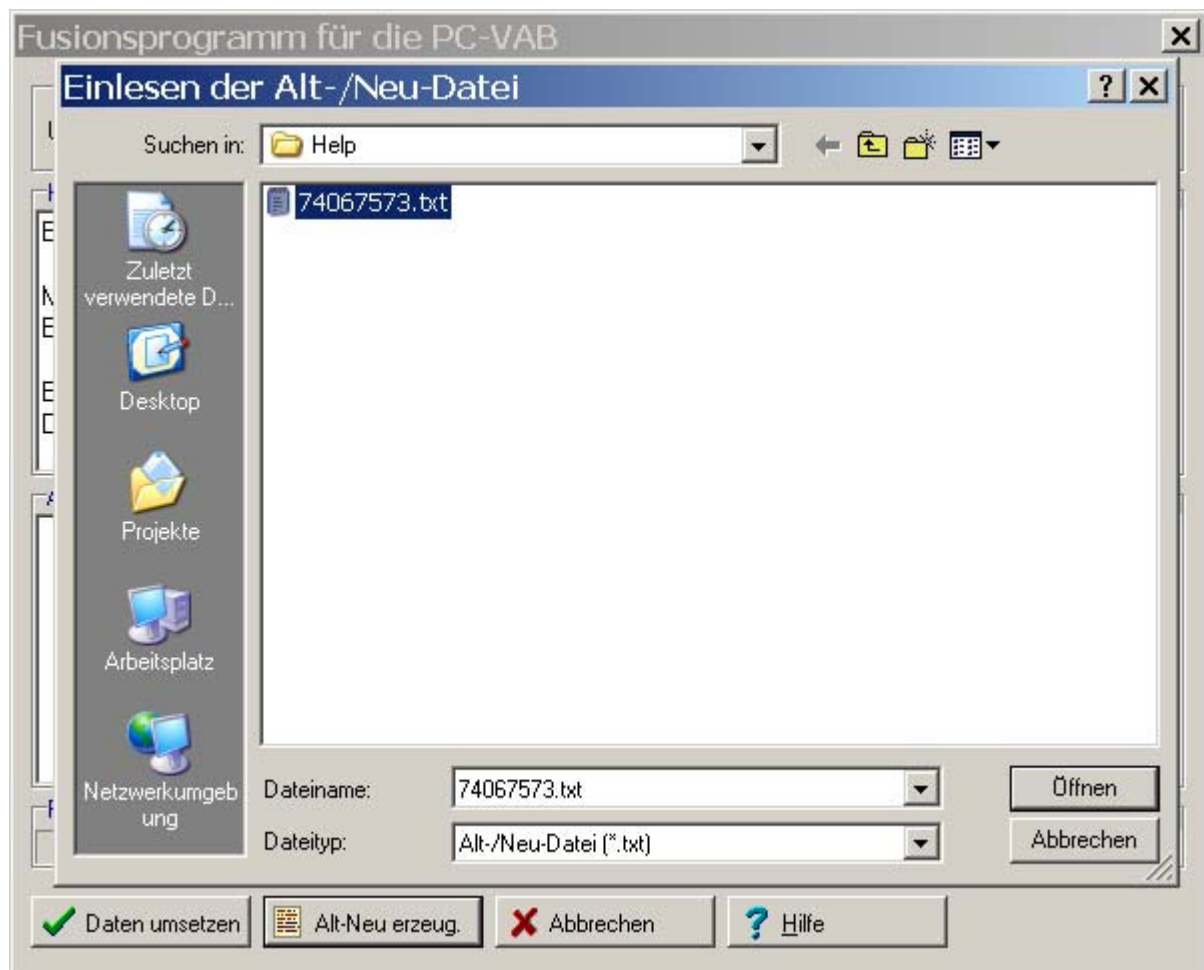 Fusionsprogramm für die PC-VAB
Einlesen der Alt-/Neu-Datei
Suchen in: Help
74067573.txt
Zuletzt
verwendete D...
Desktop
Projekte
Arbeitsplatz
Netzwerkumgeb
ung
Dateiname: 74067573.txt Öffnen
Dateityp: Alt-/Neu-Datei (*.txt) Abbrechen
Daten umsetzen Alt-Neu erzeug. Abbrechen Hilfe